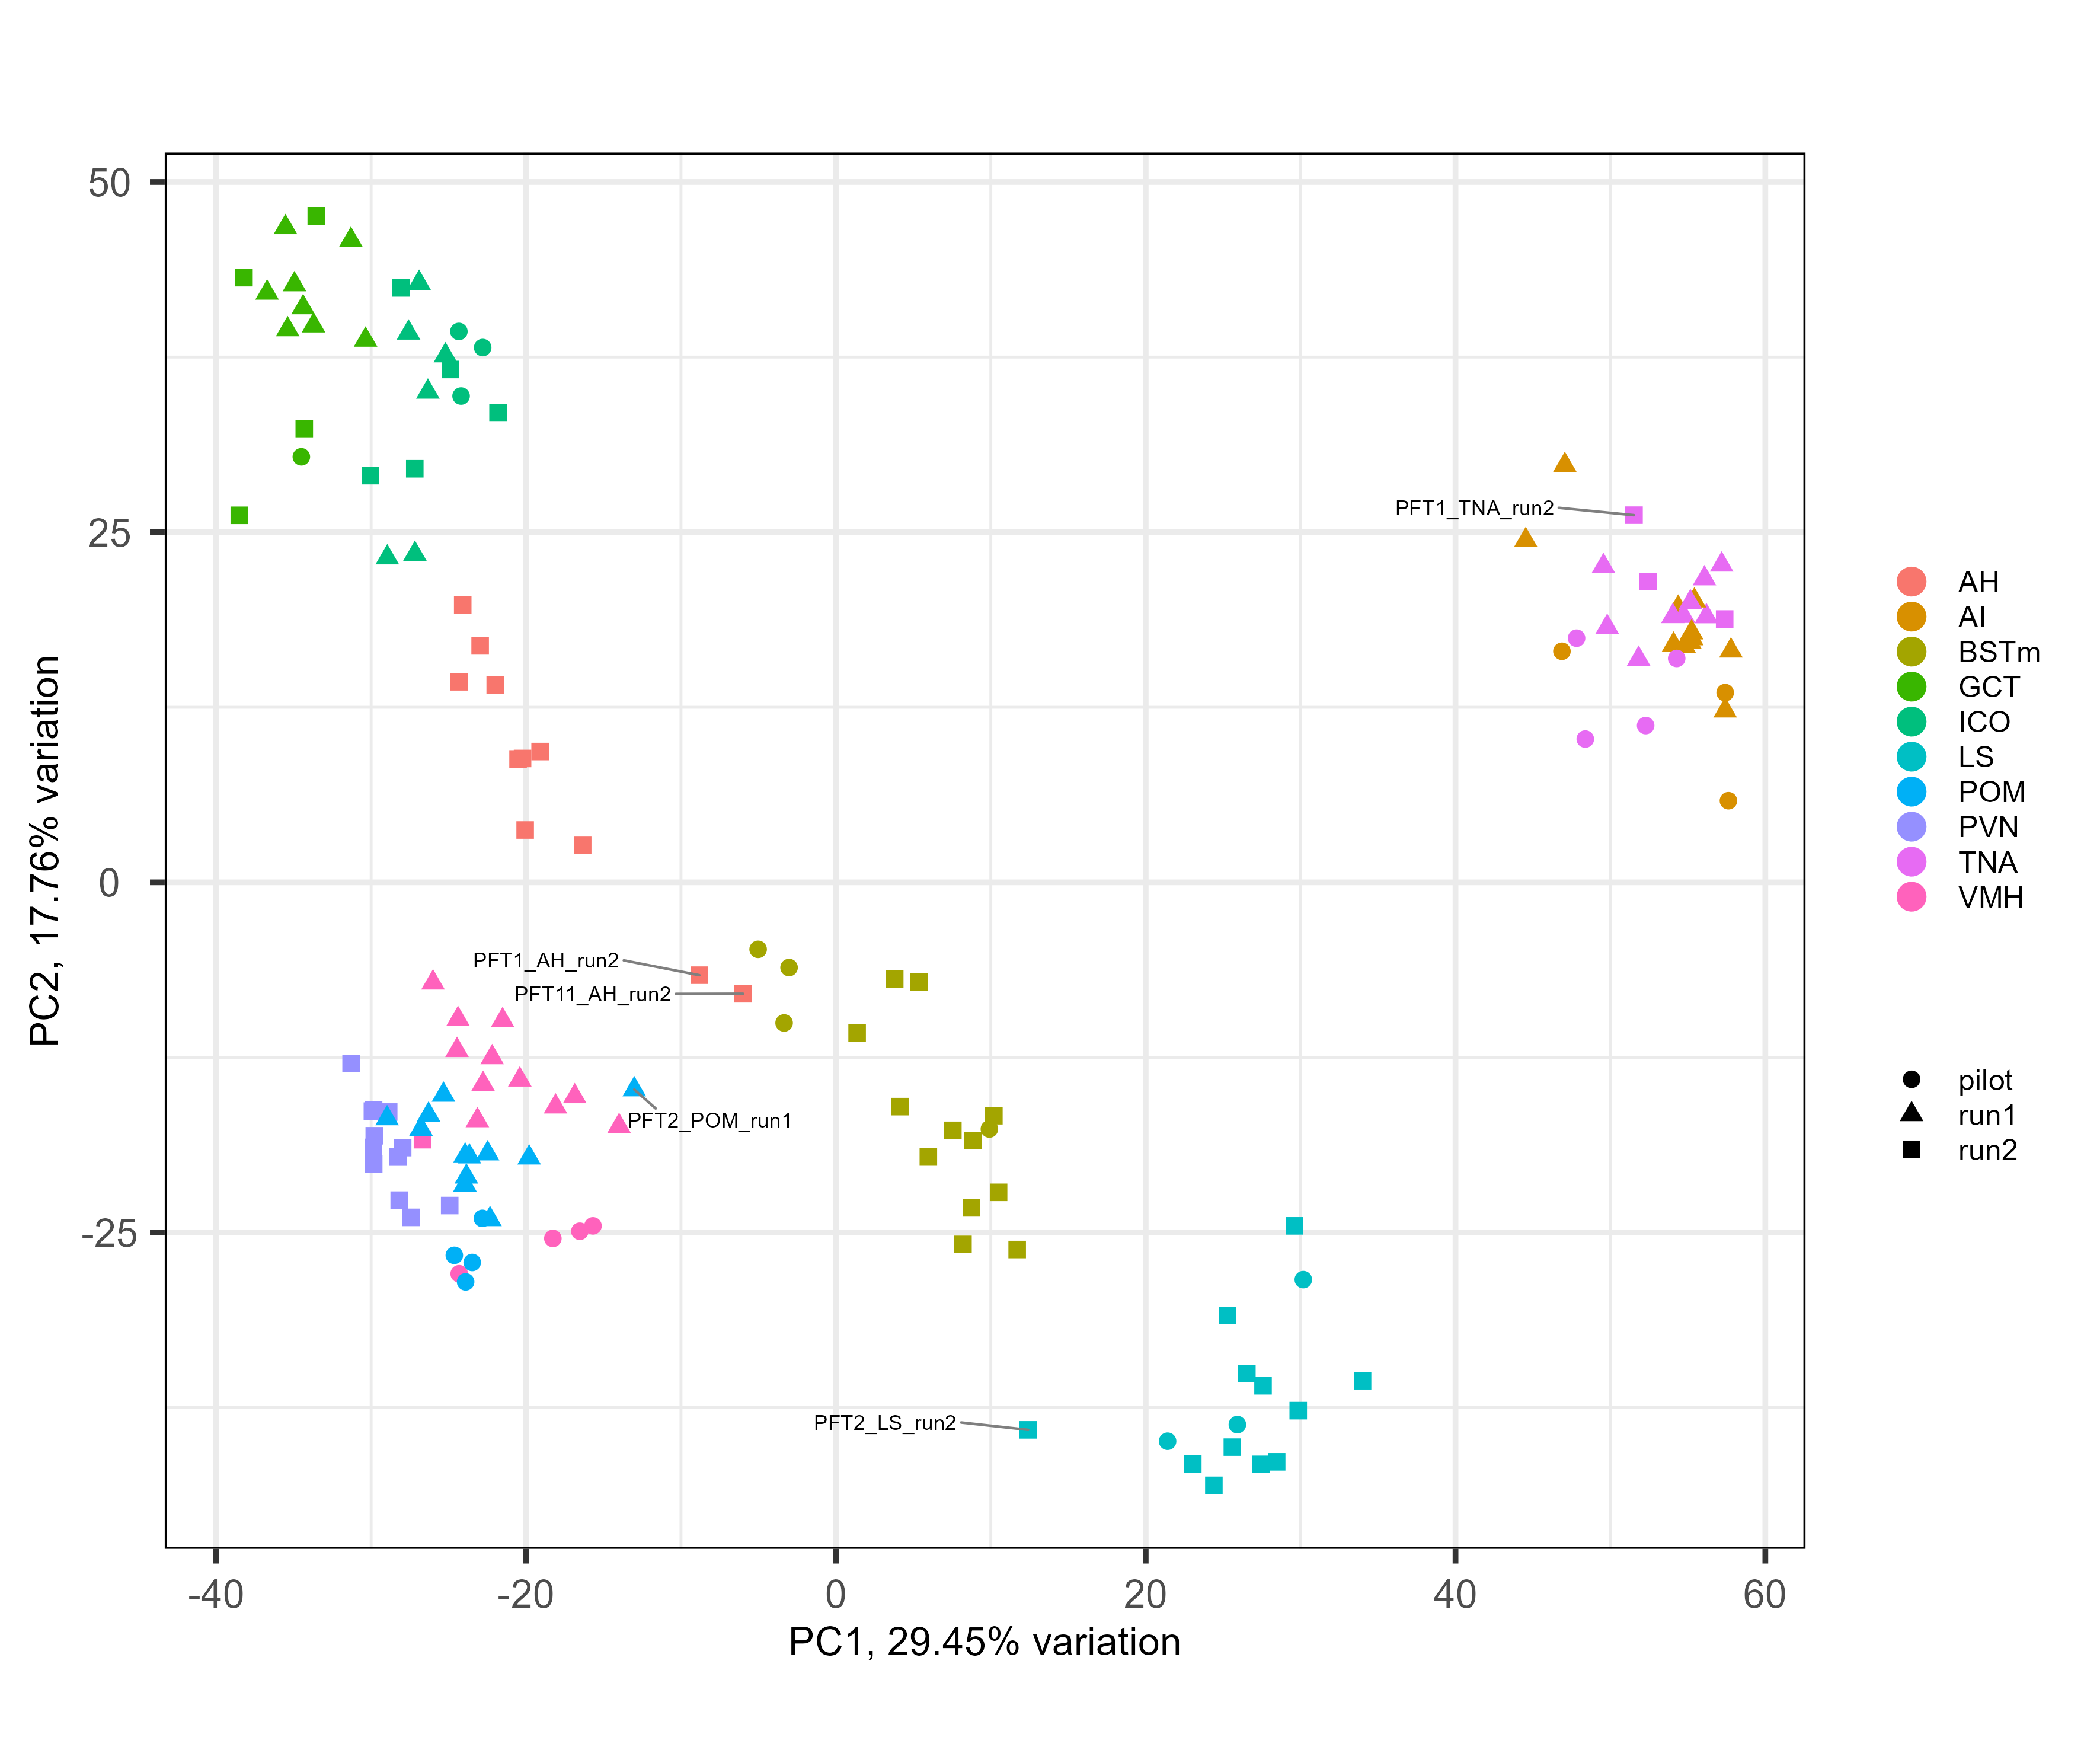 50
25
0
-25
PC2, 17.76% variation
PFT1_TNA_run2
PFT1_AH_run2
PFT11_AH_run2
PFT2_POM_run1
PFT2_LS_run2
-40
-20
0
20
40
60
PC1, 29.45% variation
AH
AI
BSTm
GCT
ICO
LS
POM
PVN
TNA
VMH
pilot
run1
run2